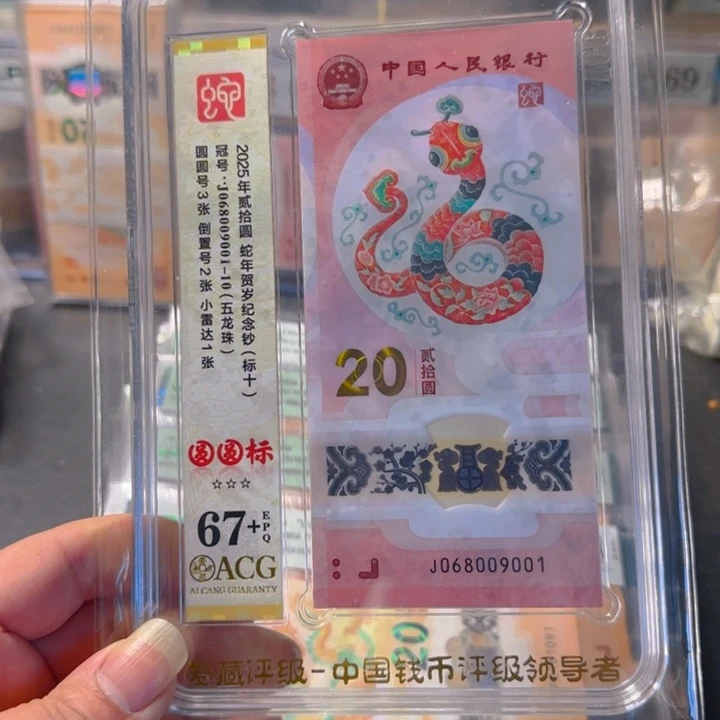 2025年贰拾圆 蛇年贺岁纪念钞(标十)
冠号:J068009001-10(五龙珠)
圆圆号3张 倒置号2张 小雷达1张
圆圆标
☆☆☆
67+EPQ
ACG
AI CANG GUARANTY
中国人民银行
20
贰拾圆
J068009001
爱藏评级-中国钱币评级领导者
20
69